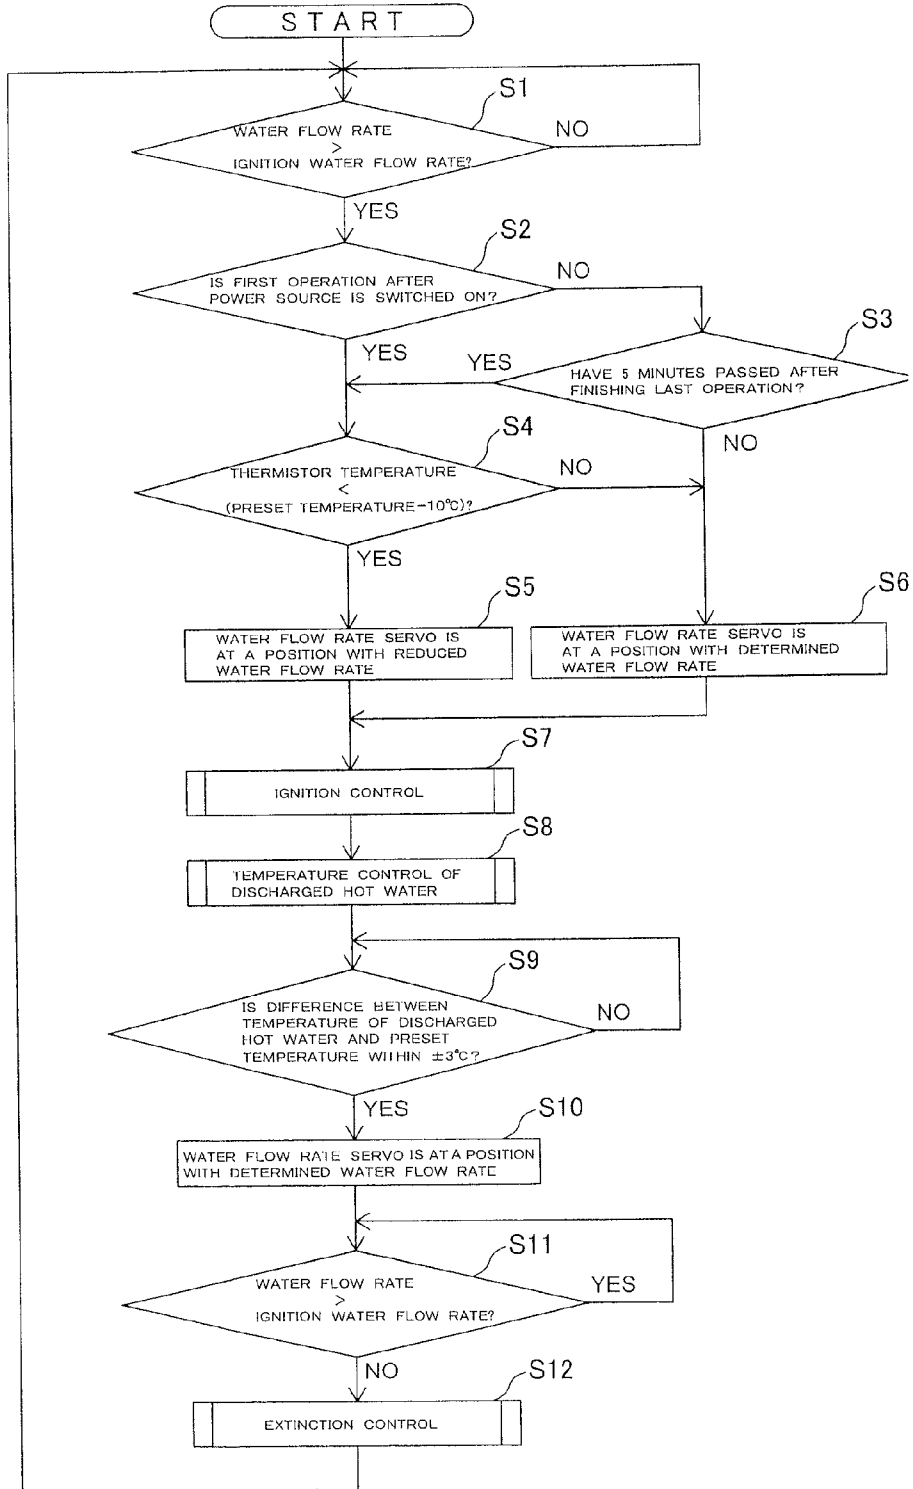 START
S1
WATER FLOW RATE
>
IGNITION WATER FLOW RATE?
NO
YES
S2
IS FIRST OPERATION AFTER
POWER SOURCE IS SWITCHED ON?
NO
YES
S3
HAVE 5 MINUTES PASSED AFTER
FINISHING LAST OPERATION?
YES
NO
S4
THERMISTOR TEMPERATURE
<
(PRESET TEMPERATURE-10°C)?
NO
YES
S5
WATER FLOW RATE SERVO IS
AT A POSITION WITH REDUCED
WATER FLOW RATE
S6
WATER FLOW RATE SERVO IS
AT A POSITION WITH DETERMINED
WATER FLOW RATE
S7
IGNITION CONTROL
S8
TEMPERATURE CONTROL OF
DISCHARGED HOT WATER
S9
IS DIFFERENCE BETWEEN
TEMPERATURE OF DISCHARGED
HOT WATER AND PRESET
TEMPERATURE WITHIN ±3°C?
NO
YES
S10
WATER FLOW RATE SERVO IS AT A POSITION
WITH DETERMINED WATER FLOW RATE
S11
WATER FLOW RATE
>
IGNITION WATER FLOW RATE?
YES
NO
S12
EXTINCTION CONTROL